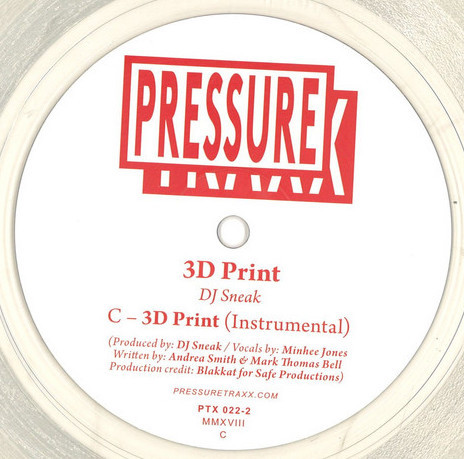 PRESSURE
3D Print
DJ Sneak
C – 3D Print (Instrumental)
(Produced by: DJ Sneak / Vocals by: Minhee Jones
Written by: Andrea Smith & Mark Thomas Bell
Production credit: Blakkat for Safe Productions)
PRESSURETRAXX.COM
PTX 022-2
MMXVIII
C